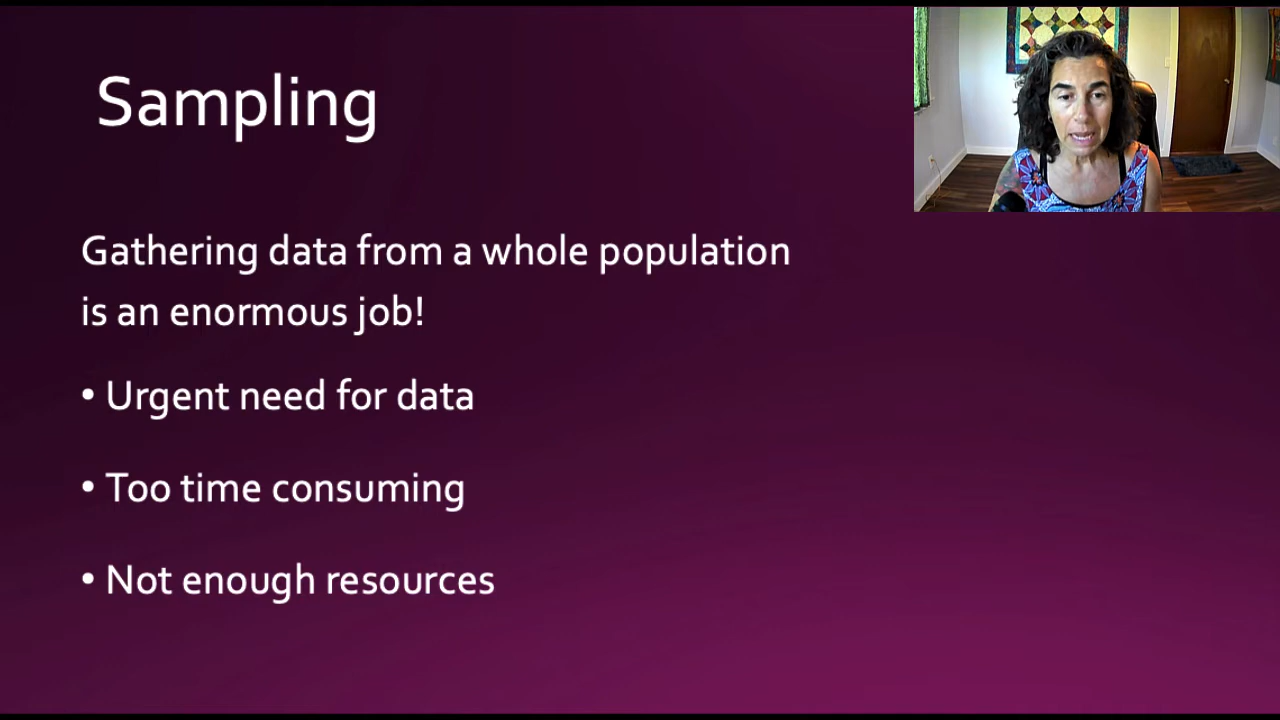 Sampling
Gathering data from a whole population
is an enormous job!
• Urgent need for data
• Too time consuming
• Not enough resources